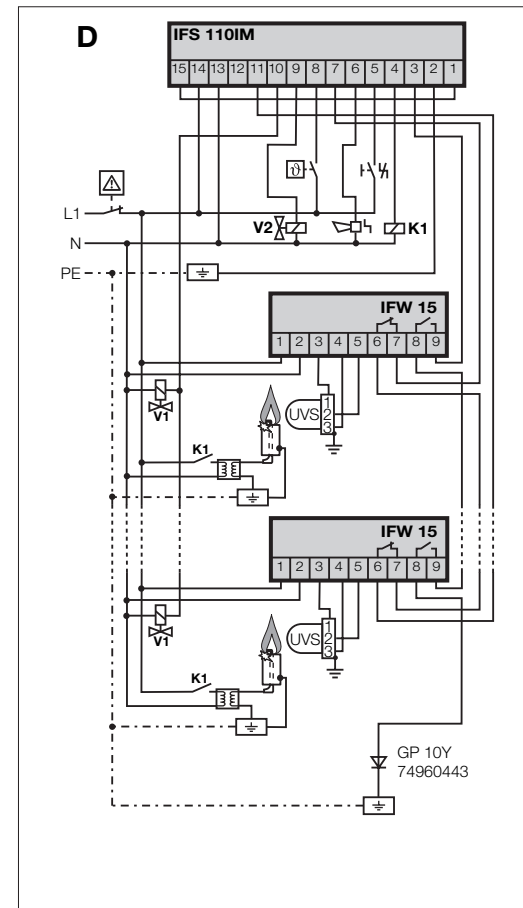 D
IFS 110IM
15 14 13 12 11 10 9 8 7 6 5 4 3 2 1
ϑ
L1
N
V2
K1
PE
IFW 15
1 2 3 4 5 6 7 8 9
V1
UVS
1
2
3
K1
IFW 15
1 2 3 4 5 6 7 8 9
V1
UVS
1
2
3
K1
GP 10Y
74960443